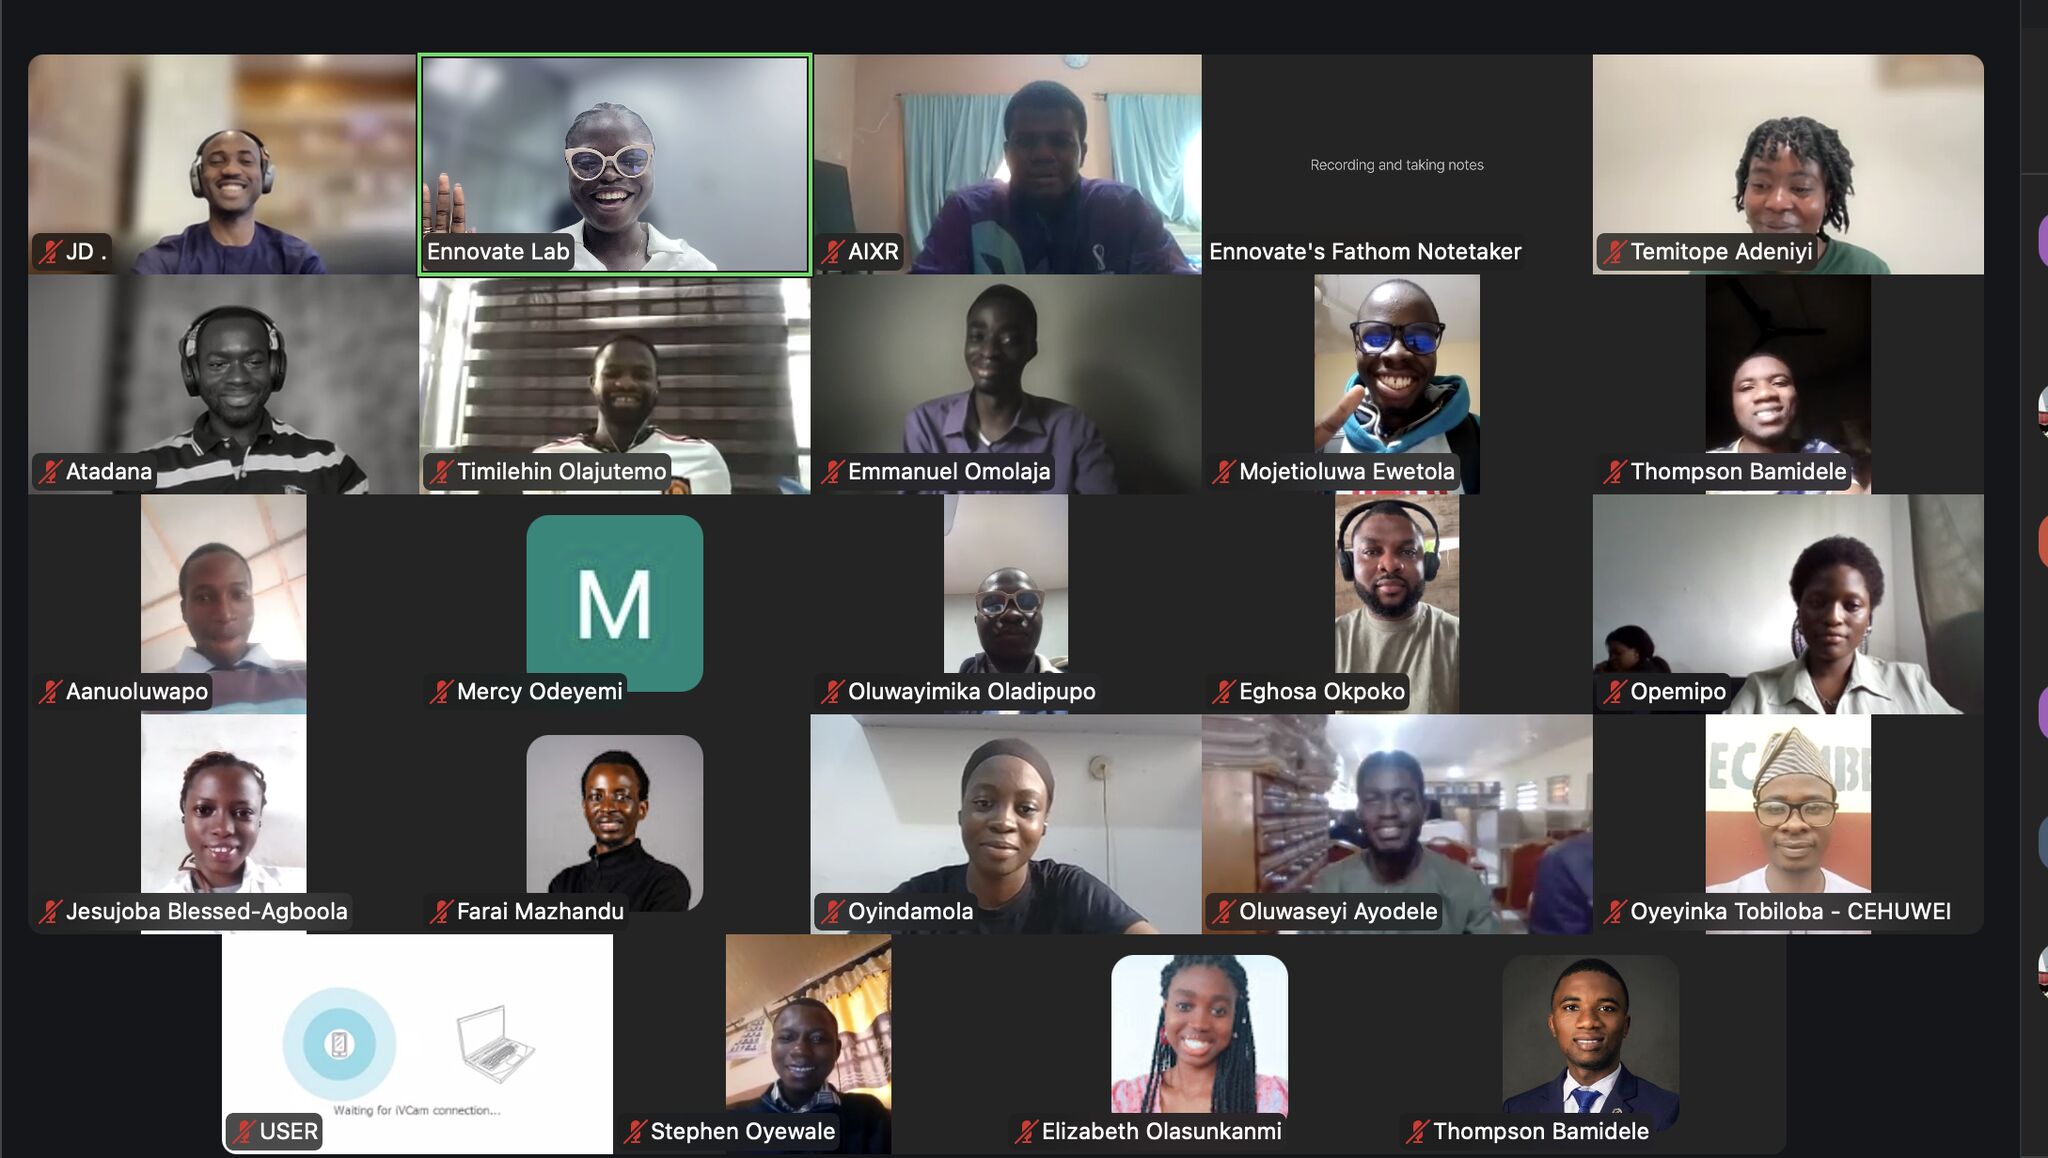 JD .
Ennovate Lab
AIXR
Recording and taking notes
Ennovate's Fathom Notetaker
Temitope Adeniyi
Atadana
Timilehin Olajutemo
Emmanuel Omolaja
Mojetioluwa Ewetola
Thompson Bamidele
Aanuoluwapo
M
Mercy Odeyemi
Oluwayimika Oladipupo
Eghosa Okpoko
Opemipo
Jesujoba Blessed-Agboola
Farai Mazhandu
Oyindamola
Oluwaseyi Ayodele
Oyeyinka Tobiloba - CEHUWEI
Waiting for iVCam connection...
USER
Stephen Oyewale
Elizabeth Olasunkanmi
Thompson Bamidele